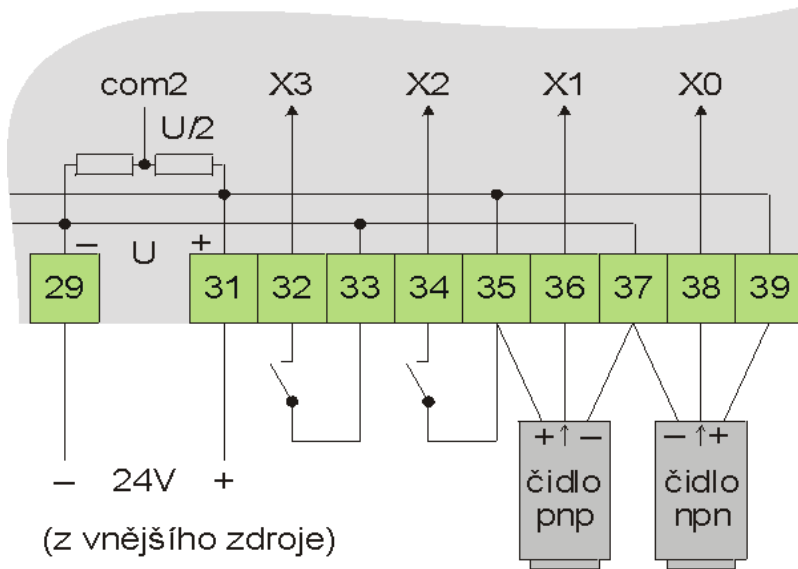 com2 X3 X2 X1 X0
U/2
− U +
29 31 32 33 34 35 36 37 38 39
+ ↑ − − ↑ +
− 24V + čidlo čidlo
pnp npn
(z vnějšího zdroje)